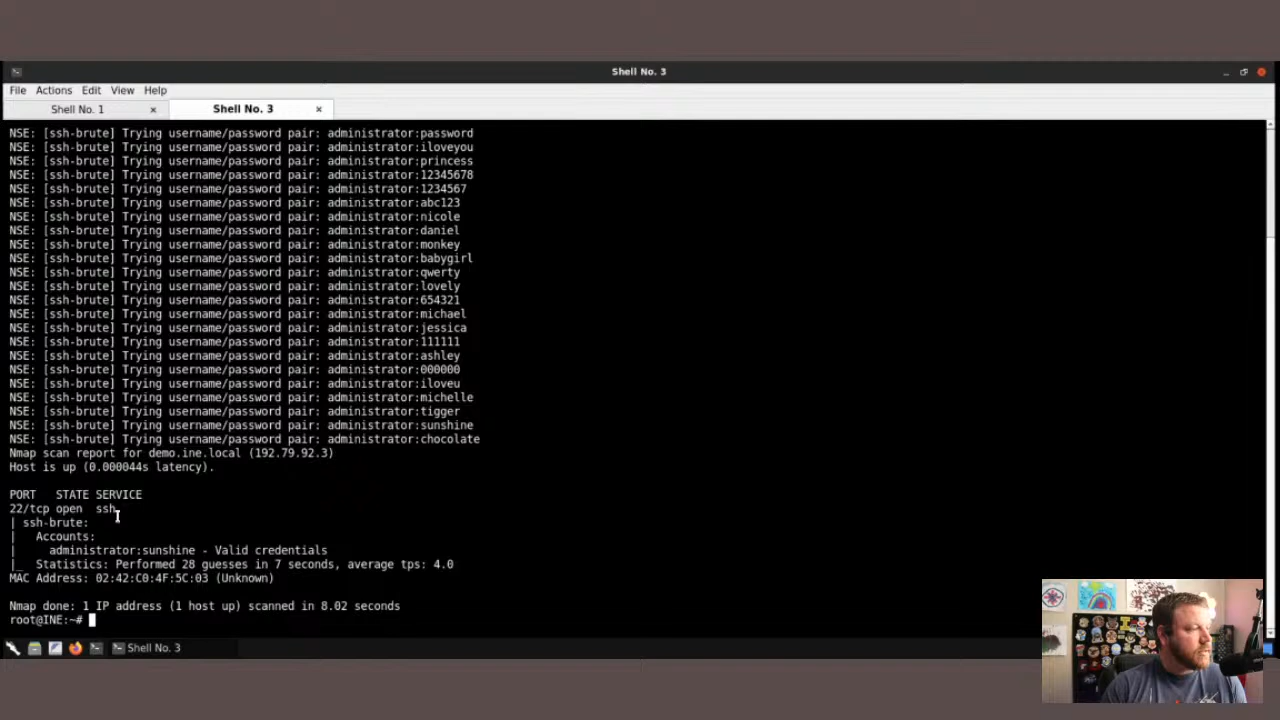 Shell No. 3
File Actions Edit View Help
Shell No. 1 × Shell No. 3 ×
NSE: [ssh-brute] Trying username/password pair: administrator:password
NSE: [ssh-brute] Trying username/password pair: administrator:iloveyou
NSE: [ssh-brute] Trying username/password pair: administrator:princess
NSE: [ssh-brute] Trying username/password pair: administrator:12345678
NSE: [ssh-brute] Trying username/password pair: administrator:1234567
NSE: [ssh-brute] Trying username/password pair: administrator:abc123
NSE: [ssh-brute] Trying username/password pair: administrator:nicole
NSE: [ssh-brute] Trying username/password pair: administrator:daniel
NSE: [ssh-brute] Trying username/password pair: administrator:monkey
NSE: [ssh-brute] Trying username/password pair: administrator:babygirl
NSE: [ssh-brute] Trying username/password pair: administrator:qwerty
NSE: [ssh-brute] Trying username/password pair: administrator:lovely
NSE: [ssh-brute] Trying username/password pair: administrator:654321
NSE: [ssh-brute] Trying username/password pair: administrator:michael
NSE: [ssh-brute] Trying username/password pair: administrator:jessica
NSE: [ssh-brute] Trying username/password pair: administrator:111111
NSE: [ssh-brute] Trying username/password pair: administrator:ashley
NSE: [ssh-brute] Trying username/password pair: administrator:000000
NSE: [ssh-brute] Trying username/password pair: administrator:iloveu
NSE: [ssh-brute] Trying username/password pair: administrator:michelle
NSE: [ssh-brute] Trying username/password pair: administrator:tigger
NSE: [ssh-brute] Trying username/password pair: administrator:sunshine
NSE: [ssh-brute] Trying username/password pair: administrator:chocolate
Nmap scan report for demo.ine.local (192.79.92.3)
Host is up (0.000044s latency).
PORT   STATE SERVICE
22/tcp open  ssh
| ssh-brute:
|   Accounts:
|     administrator:sunshine - Valid credentials
|_  Statistics: Performed 28 guesses in 7 seconds, average tps: 4.0
MAC Address: 02:42:C0:4F:5C:03 (Unknown)
Nmap done: 1 IP address (1 host up) scanned in 8.02 seconds
root@INE:~#
Shell No. 3